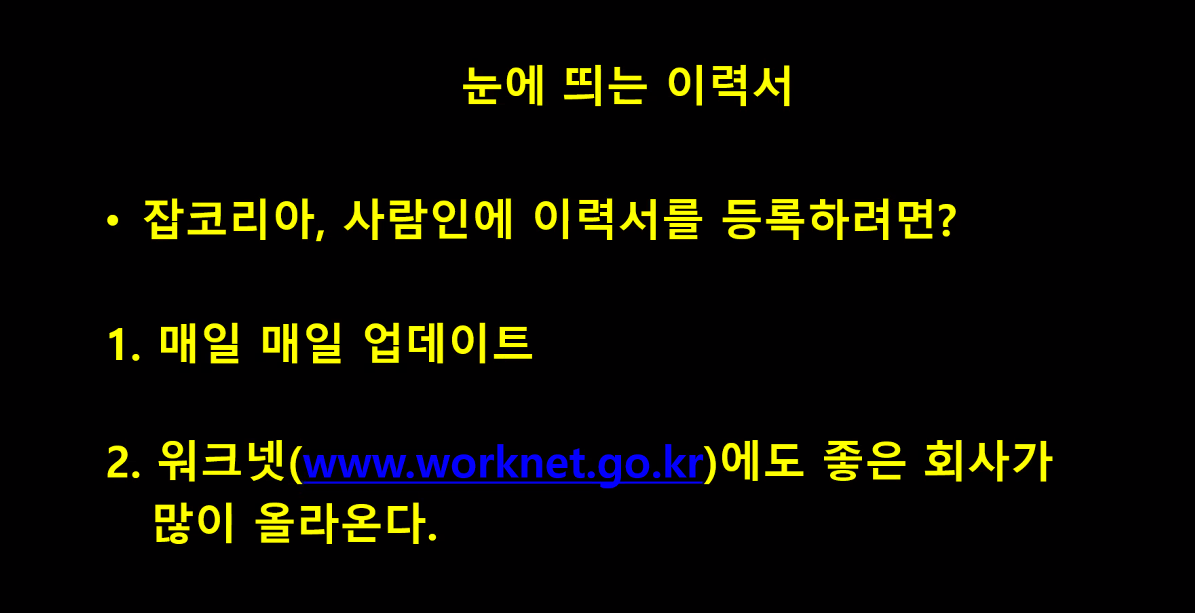 눈에 띄는 이력서
• 잡코리아, 사람인에 이력서를 등록하려면?
1. 매일 매일 업데이트
2. 워크넷(www.worknet.go.kr)에도 좋은 회사가
많이 올라온다.